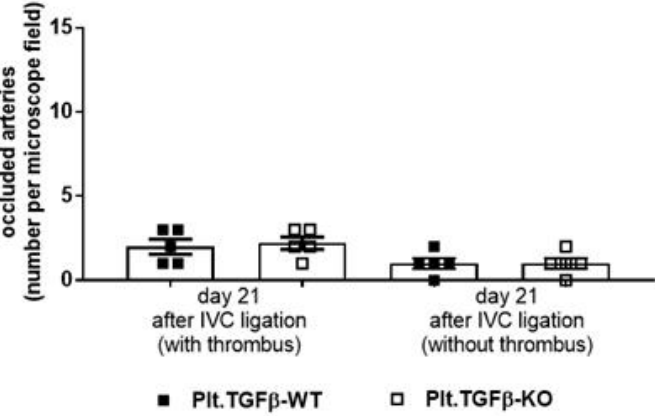 occluded arteries
(number per microscope field)
15
10
5
0
day 21
after IVC ligation
(with thrombus)
day 21
after IVC ligation
(without thrombus)
Plt.TGFβ-WT
Plt.TGFβ-KO